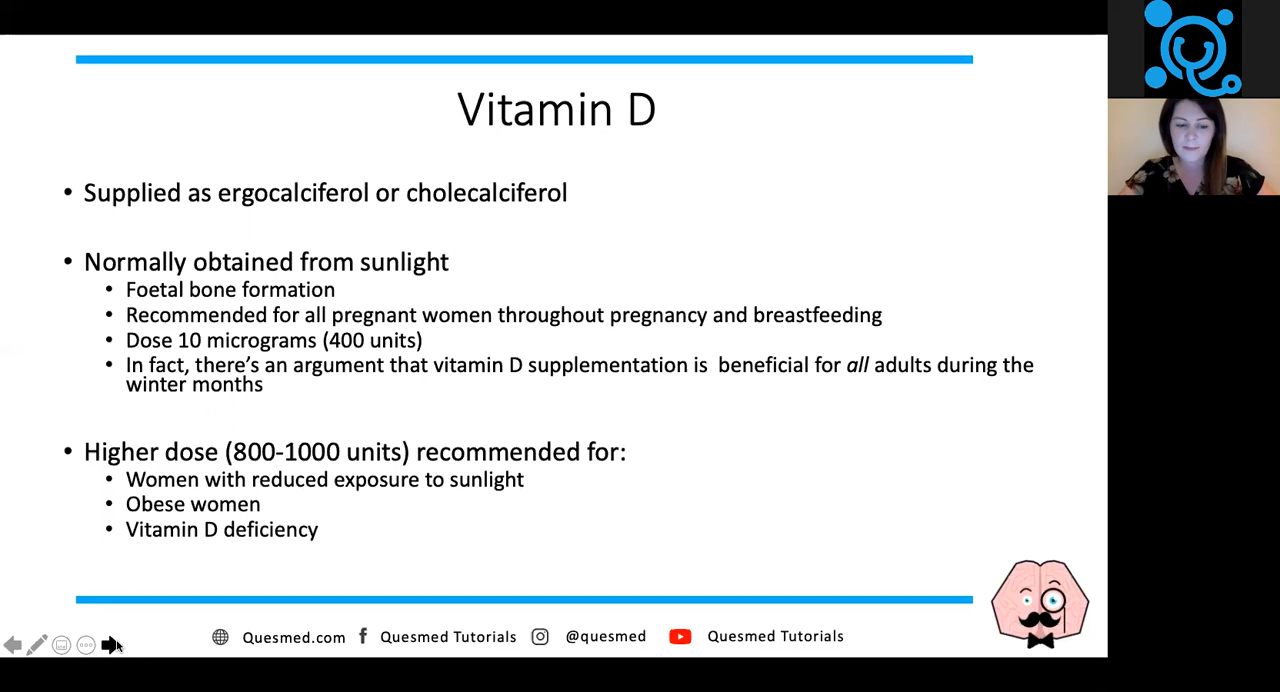 Vitamin D
• Supplied as ergocalciferol or cholecalciferol
• Normally obtained from sunlight
• Foetal bone formation
• Recommended for all pregnant women throughout pregnancy and breastfeeding
• Dose 10 micrograms (400 units)
• In fact, there's an argument that vitamin D supplementation is  beneficial for all adults during the
winter months
• Higher dose (800-1000 units) recommended for:
• Women with reduced exposure to sunlight
• Obese women
• Vitamin D deficiency
Quesmed.com Quesmed Tutorials @quesmed Quesmed Tutorials